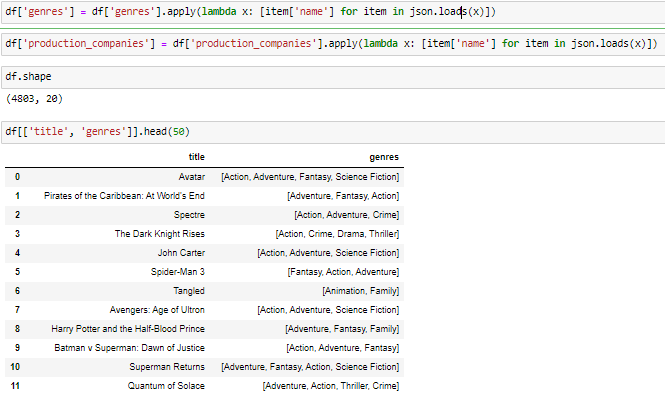 df['genres'] = df['genres'].apply(lambda x: [item['name'] for item in json.loads(x)])
df['production_companies'] = df['production_companies'].apply(lambda x: [item['name'] for item in json.loads(x)])
df.shape
(4803, 20)
df[['title', 'genres']].head(50)
title genres
0 Avatar [Action, Adventure, Fantasy, Science Fiction]
1 Pirates of the Caribbean: At World's End [Adventure, Fantasy, Action]
2 Spectre [Action, Adventure, Crime]
3 The Dark Knight Rises [Action, Crime, Drama, Thriller]
4 John Carter [Action, Adventure, Science Fiction]
5 Spider-Man 3 [Fantasy, Action, Adventure]
6 Tangled [Animation, Family]
7 Avengers: Age of Ultron [Action, Adventure, Science Fiction]
8 Harry Potter and the Half-Blood Prince [Adventure, Fantasy, Family]
9 Batman v Superman: Dawn of Justice [Action, Adventure, Fantasy]
10 Superman Returns [Adventure, Fantasy, Action, Science Fiction]
11 Quantum of Solace [Adventure, Action, Thriller, Crime]